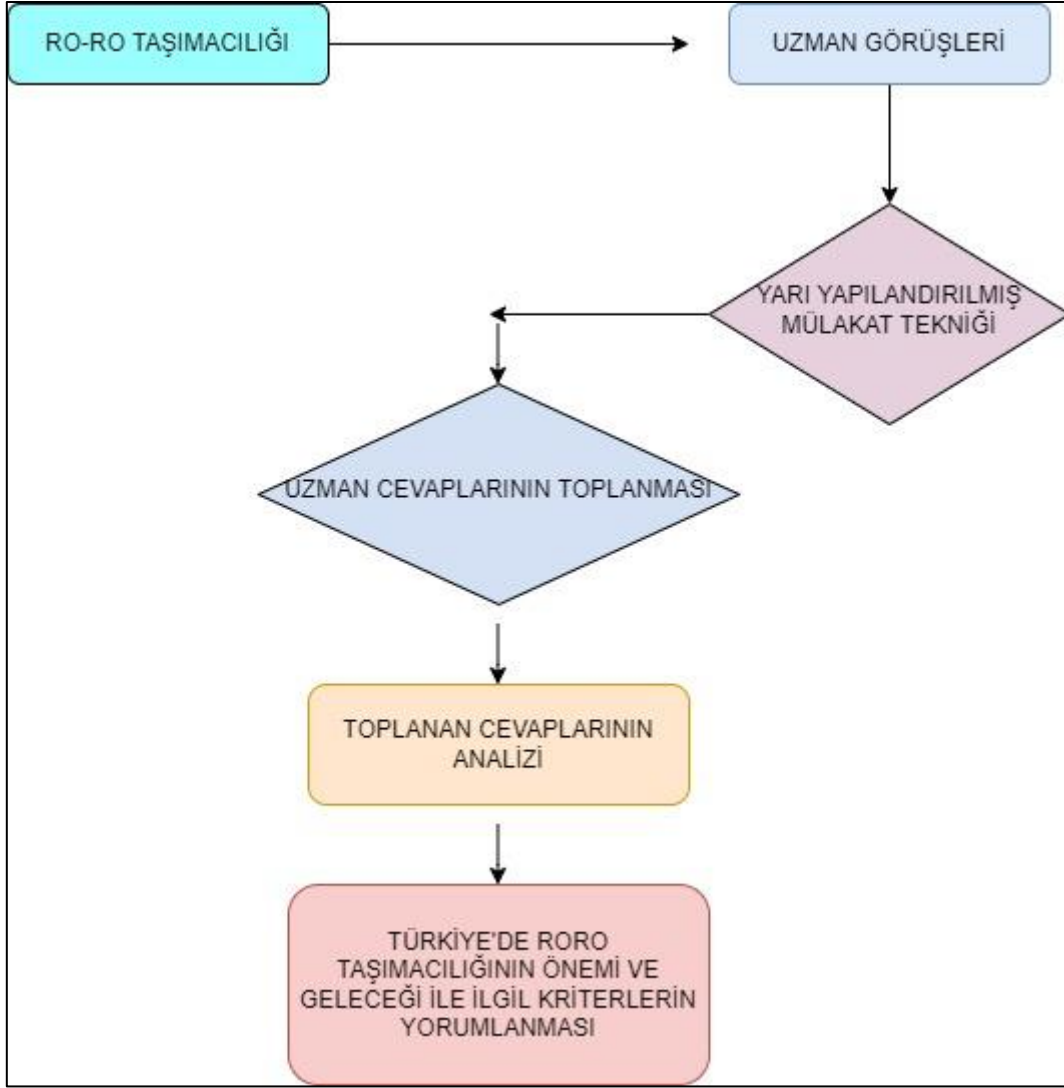 RO-RO TAŞIMACILIĞI
UZMAN GÖRÜŞLERİ
YARI YAPILANDIRILMIŞ
MÜLAKAT TEKNİĞİ
UZMAN CEVAPLARININ TOPLANMASI
TOPLANAN CEVAPLARININ
ANALİZİ
TÜRKİYE'DE RORO
TAŞIMACILIĞININ ÖNEMİ VE
GELECEĞİ İLE İLGİL KRİTERLERİN
YORUMLANMASI